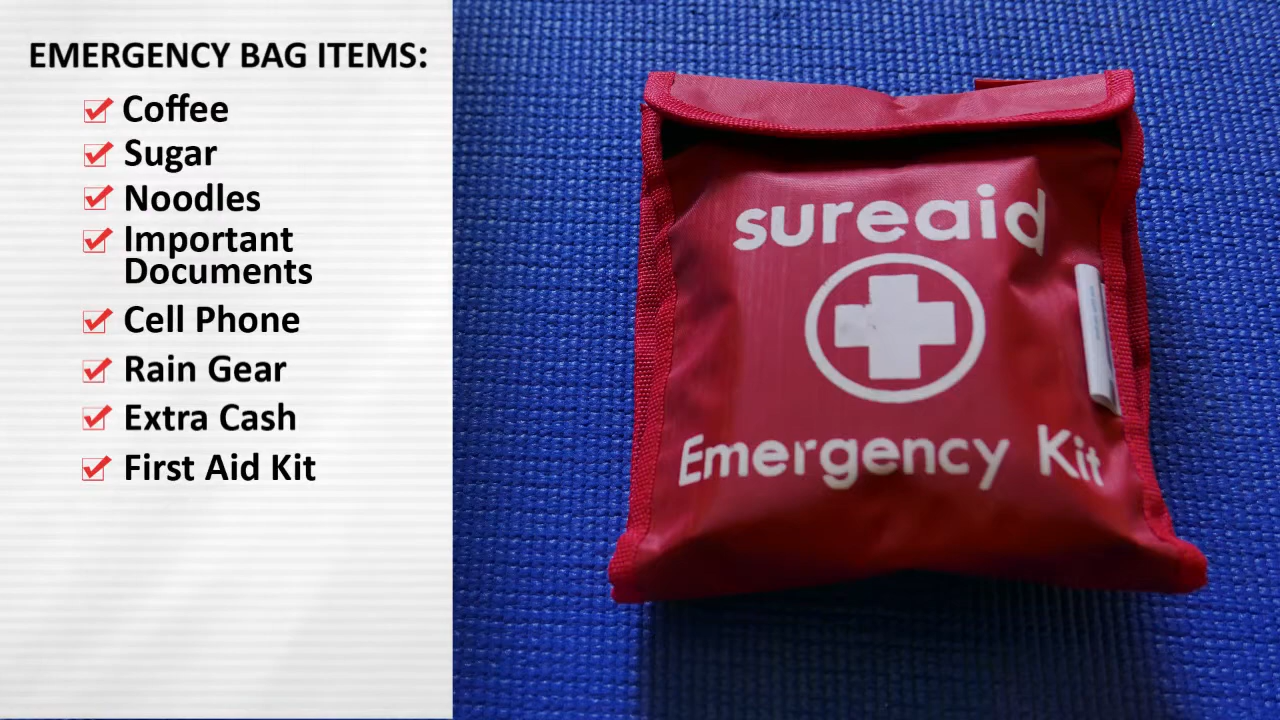 EMERGENCY BAG ITEMS:
Coffee
Sugar
Noodles
Important
Documents
Cell Phone
Rain Gear
Extra Cash
First Aid Kit
sureaid
Emergency Kit